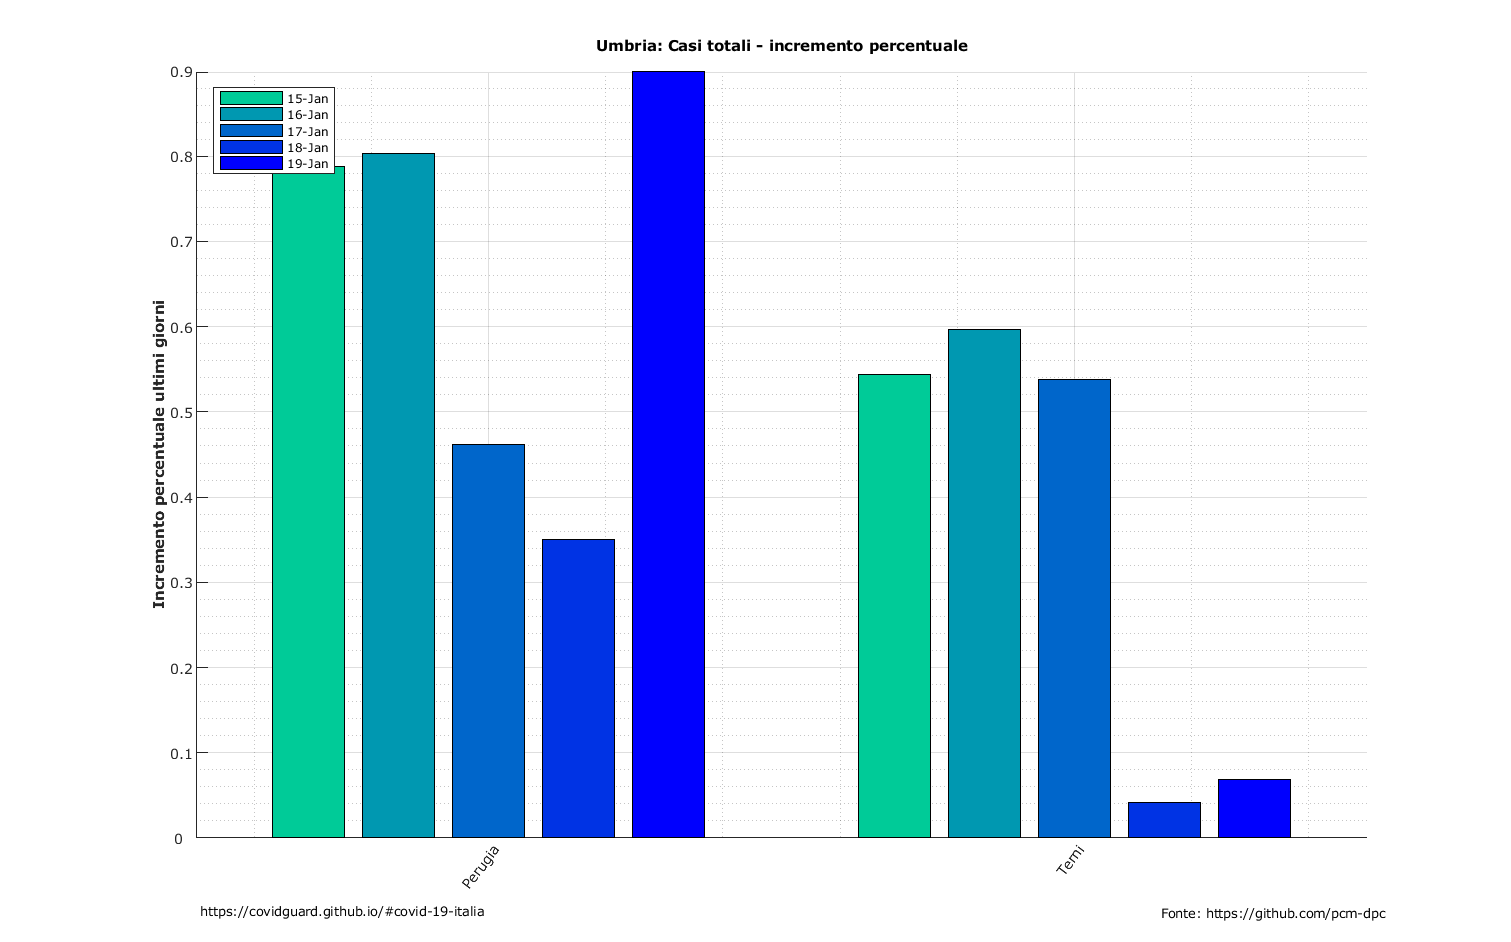 Umbria: Casi totali - incremento percentuale
0.9
0.8
0.7
0.6
0.5
0.4
0.3
0.2
0.1
0
Incremento percentuale ultimi giorni
15-Jan
16-Jan
17-Jan
18-Jan
19-Jan
Perugia
Terni
https://covidguard.github.io/#covid-19-italia
Fonte: https://github.com/pcm-dpc